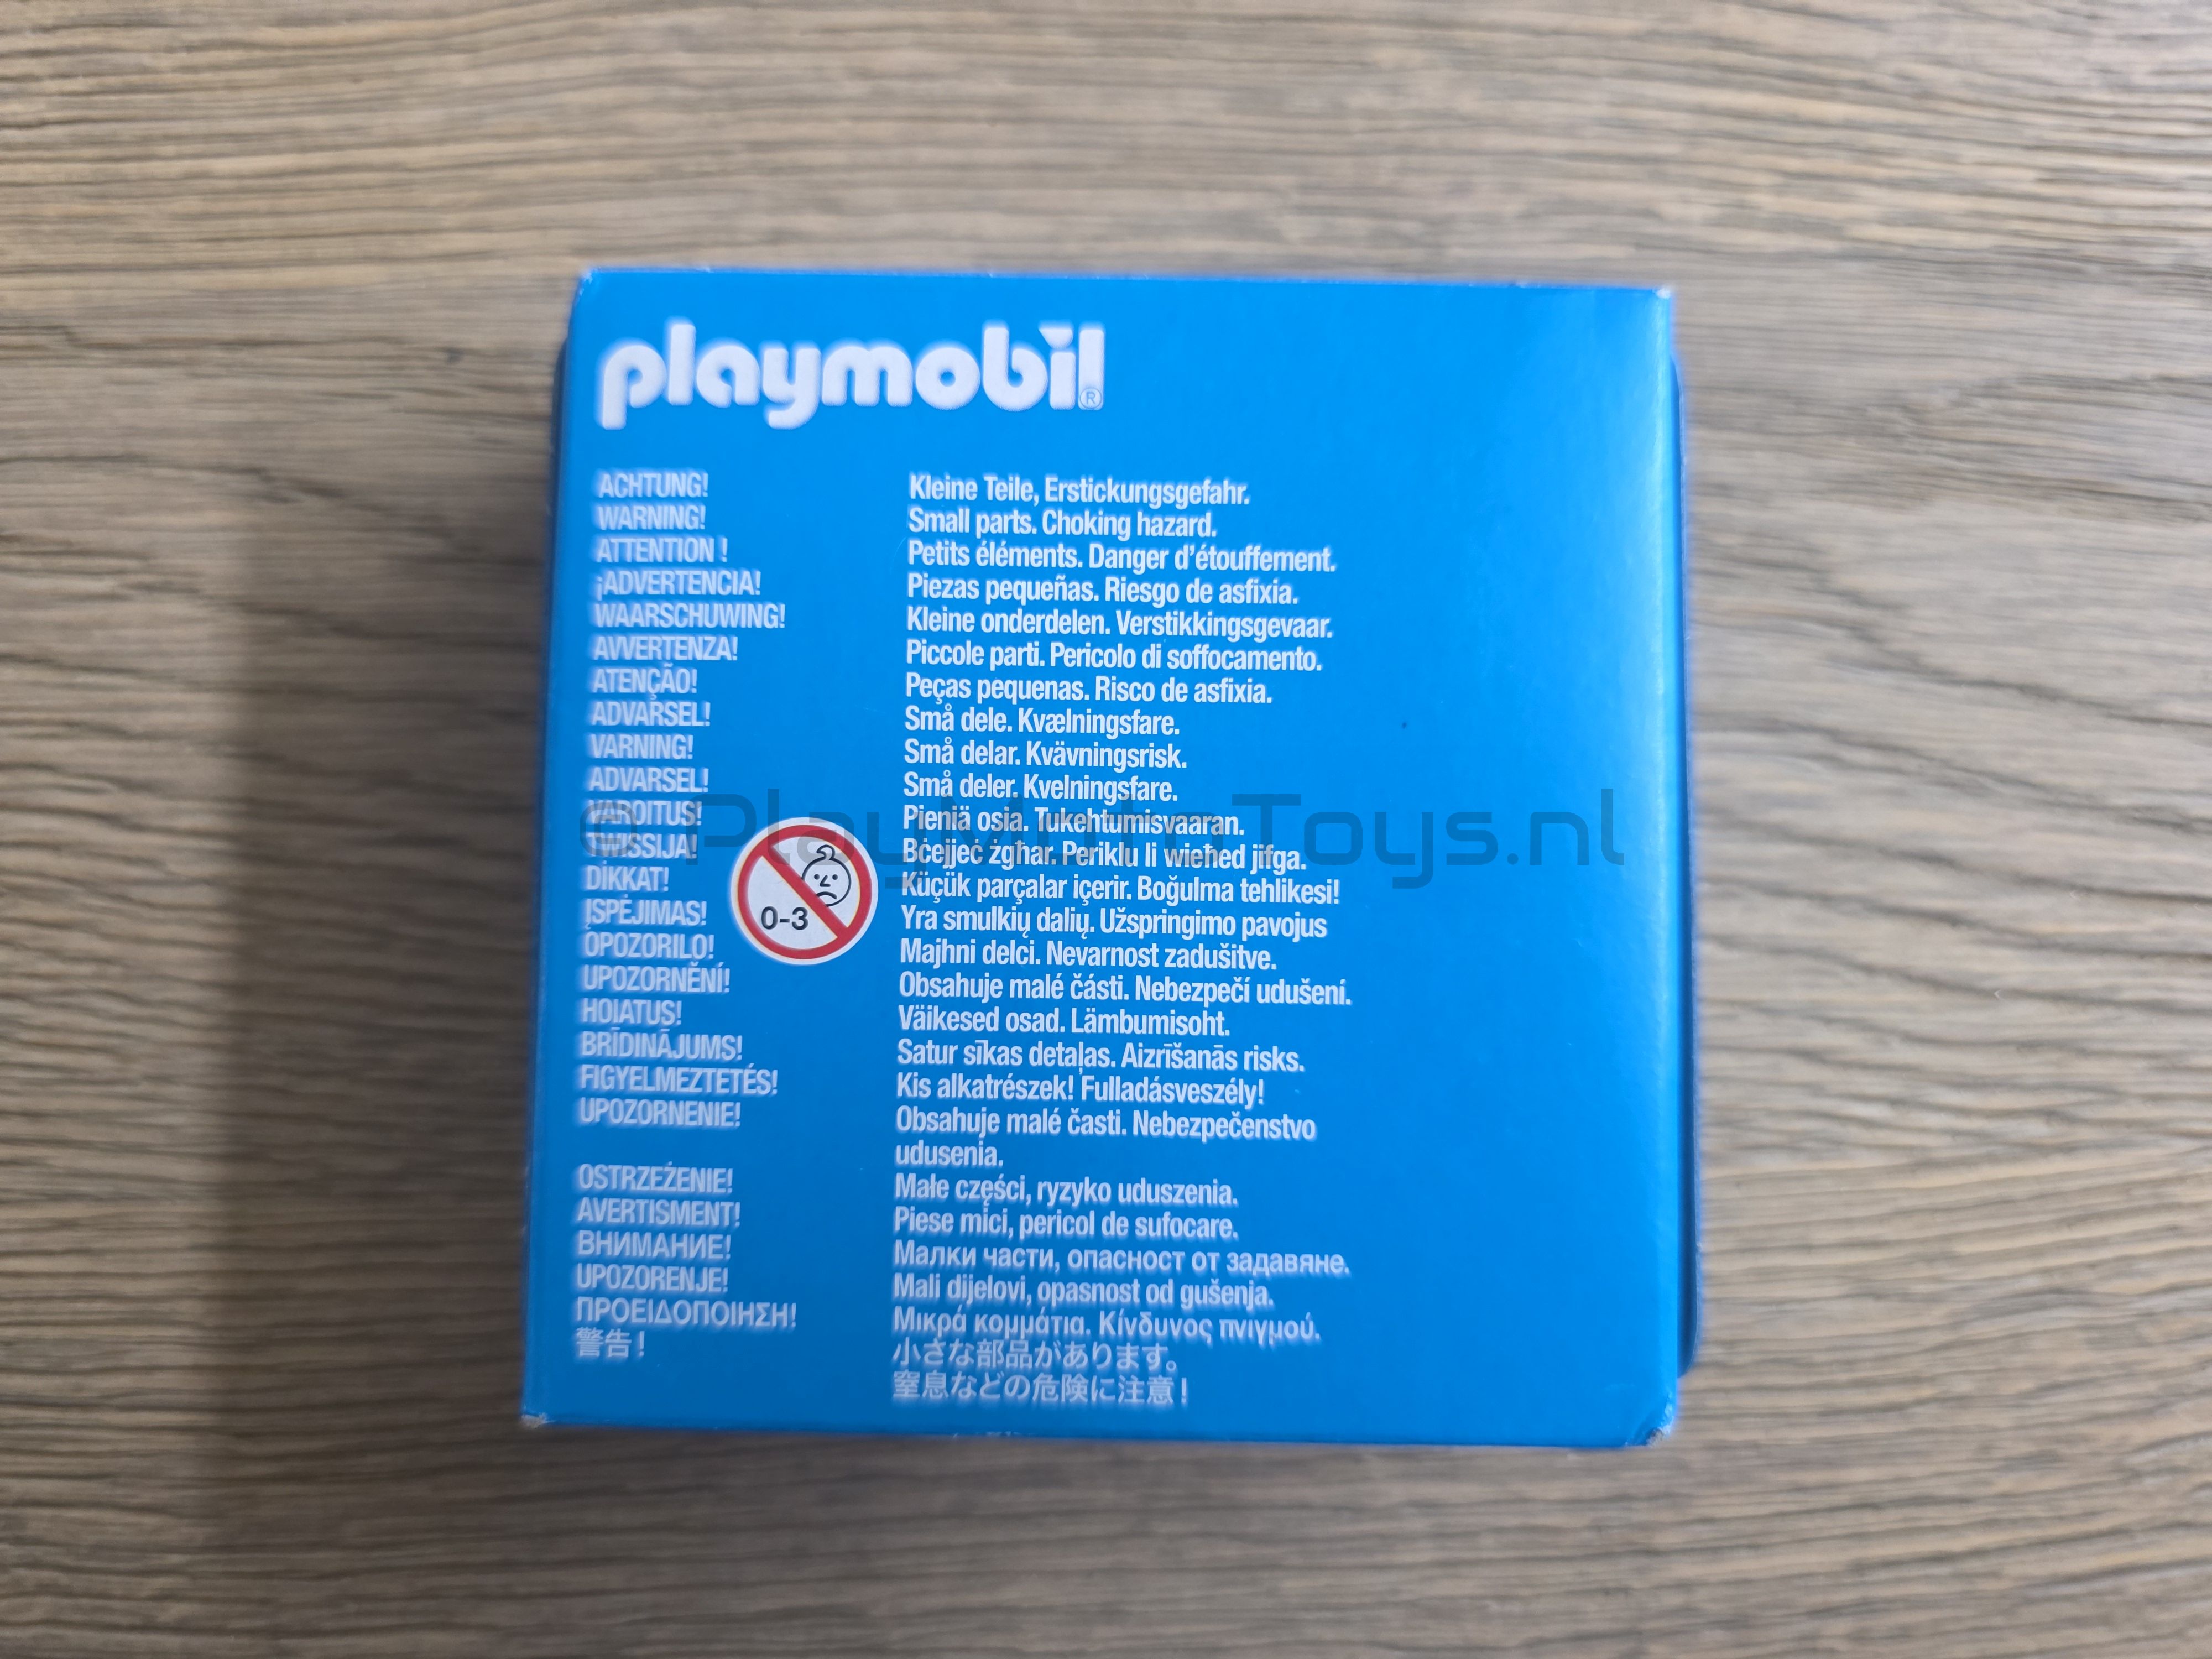 playmobil®
ACHTUNG! Kleine Teile, Erstickungsgefahr.
WARNING! Small parts. Choking hazard.
ATTENTION ! Petits éléments. Danger d'étouffement.
¡ADVERTENCIA! Piezas pequeñas. Riesgo de asfixia.
WAARSCHUWING! Kleine onderdelen. Verstikkingsgevaar.
AVVERTENZA! Piccole parti. Pericolo di soffocamento.
ATENÇÃO! Peças pequenas. Risco de asfixia.
ADVARSEL! Små dele. Kvælningsfare.
VARNING! Små delar. Kvävningsrisk.
ADVARSEL! Små deler. Kvelningsfare.
VAROITUS! Pieniä osia. Tukehtumisvaaran.
TWISSIJA! Bċejjeċ żgħar. Periklu li wieħed jifga.
DİKKAT! Küçük parçalar içerir. Boğulma tehlikesi!
ĮSPĖJIMAS! Yra smulkių dalių. Užspringimo pavojus
0-3
OPOZORILO! Majhni delci. Nevarnost zadušitve.
UPOZORNĚNÍ! Obsahuje malé části. Nebezpečí udušení.
HOIATUS! Väikesed osad. Lämbumisoht.
BRĪDINĀJUMS! Satur sīkas detaļas. Aizrīšanās risks.
FIGYELMEZTETÉS! Kis alkatrészek! Fulladásveszély!
UPOZORNENIE! Obsahuje malé časti. Nebezpečenstvo
udusenia.
OSTRZEŻENIE! Małe części, ryzyko uduszenia.
AVERTISMENT! Piese mici, pericol de sufocare.
ВНИМАНИЕ! Малки части, опасност от задавяне.
UPOZORENJE! Mali dijelovi, opasnost od gušenja.
ΠΡΟΕΙΔΟΠΟΙΗΣΗ! Μικρά κομμάτια. Κίνδυνος πνιγμού.
警告! 小さな部品があります。
窒息などの危険に注意!